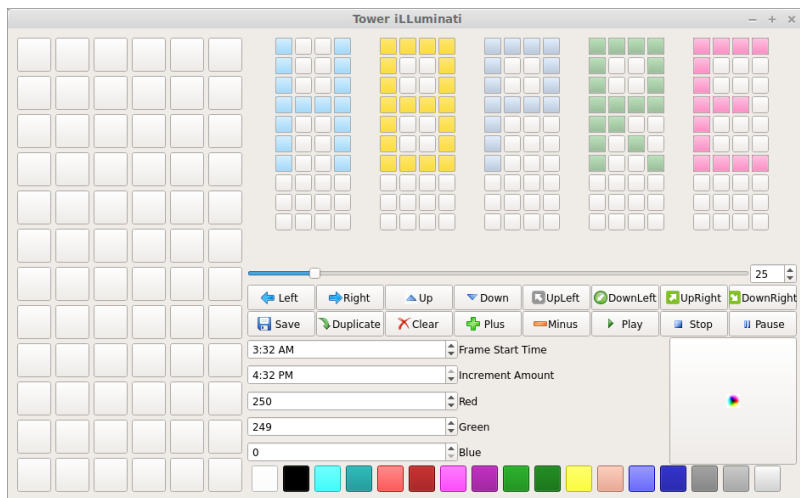 Tower iLLuminati
25
Left Right Up Down UpLeft DownLeft UpRight DownRight
Save Duplicate Clear Plus Minus Play Stop Pause
3:32 AM Frame Start Time
4:32 PM Increment Amount
250 Red
249 Green
0 Blue